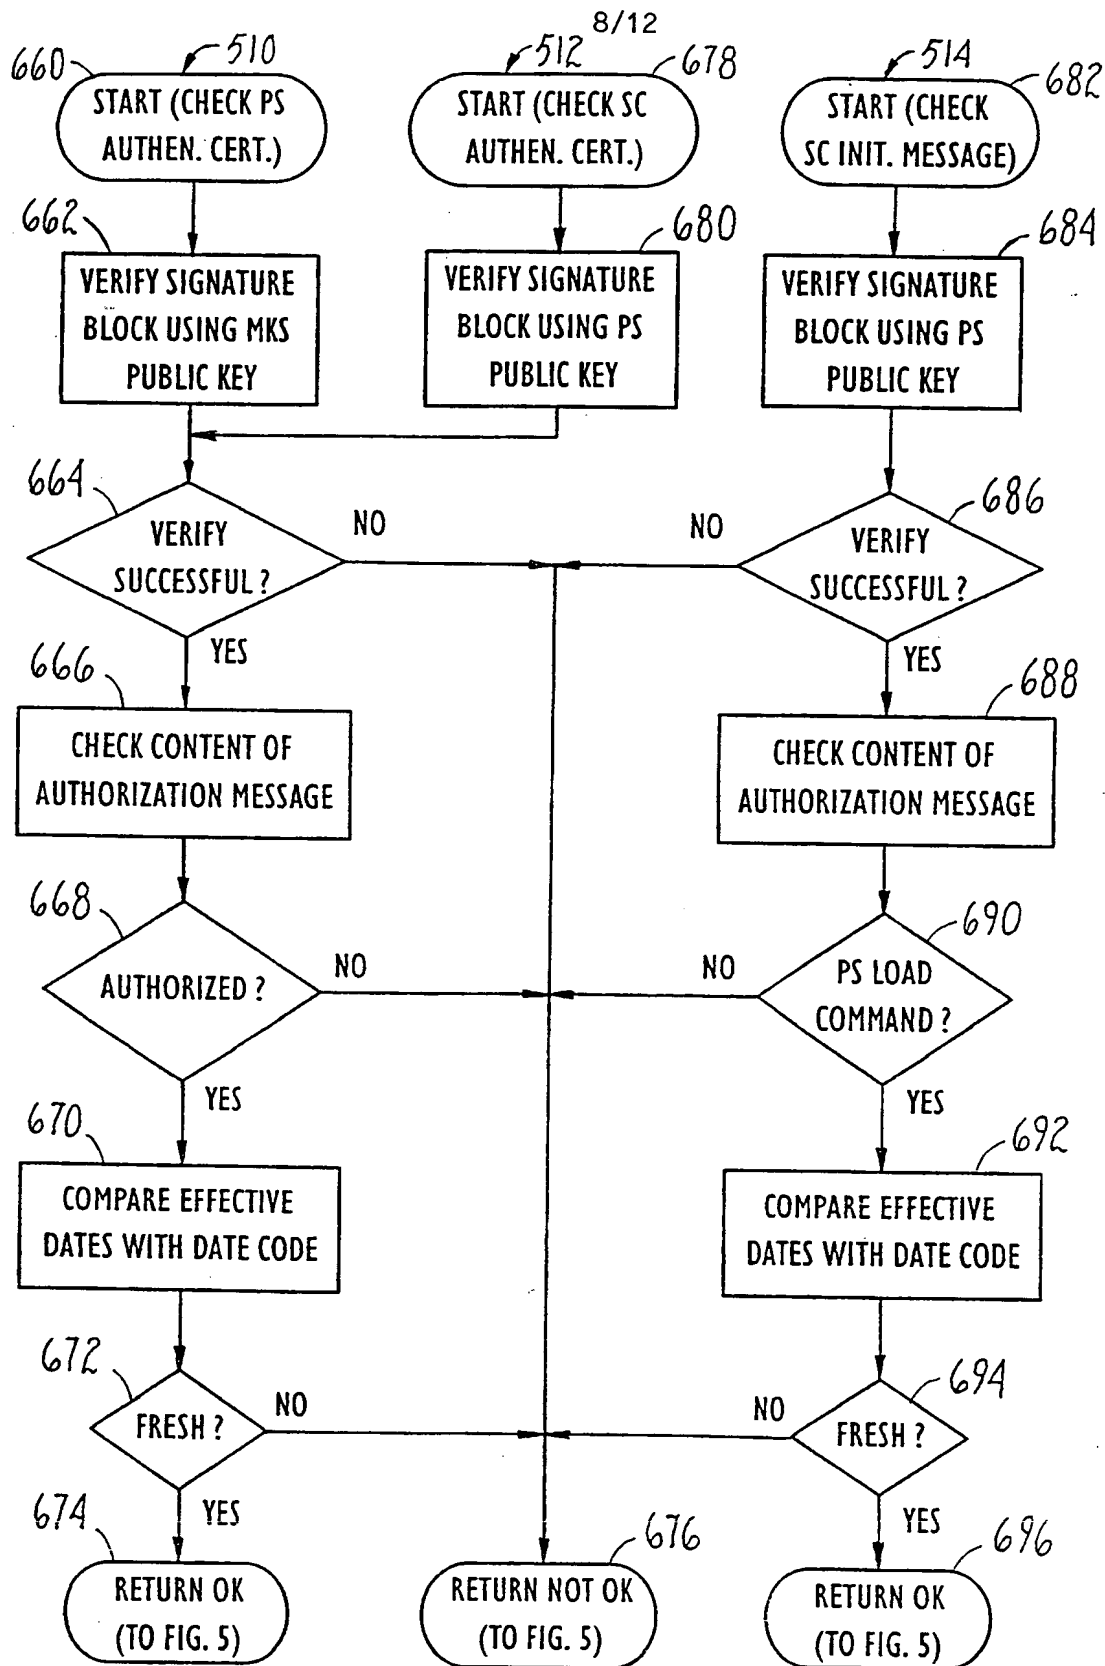 8/12
660
510
START (CHECK PS
AUTHEN. CERT.)
512
678
START (CHECK SC
AUTHEN. CERT.)
514
682
START (CHECK
SC INIT. MESSAGE)
662
VERIFY SIGNATURE
BLOCK USING MKS
PUBLIC KEY
680
VERIFY SIGNATURE
BLOCK USING PS
PUBLIC KEY
684
VERIFY SIGNATURE
BLOCK USING PS
PUBLIC KEY
664
VERIFY
SUCCESSFUL ?
NO
YES
686
VERIFY
SUCCESSFUL ?
NO
YES
666
CHECK CONTENT OF
AUTHORIZATION MESSAGE
688
CHECK CONTENT OF
AUTHORIZATION MESSAGE
668
AUTHORIZED ?
NO
YES
690
PS LOAD
COMMAND ?
NO
YES
670
COMPARE EFFECTIVE
DATES WITH DATE CODE
692
COMPARE EFFECTIVE
DATES WITH DATE CODE
672
FRESH ?
NO
YES
694
FRESH ?
NO
YES
674
RETURN OK
(TO FIG. 5)
676
RETURN NOT OK
(TO FIG. 5)
696
RETURN OK
(TO FIG. 5)